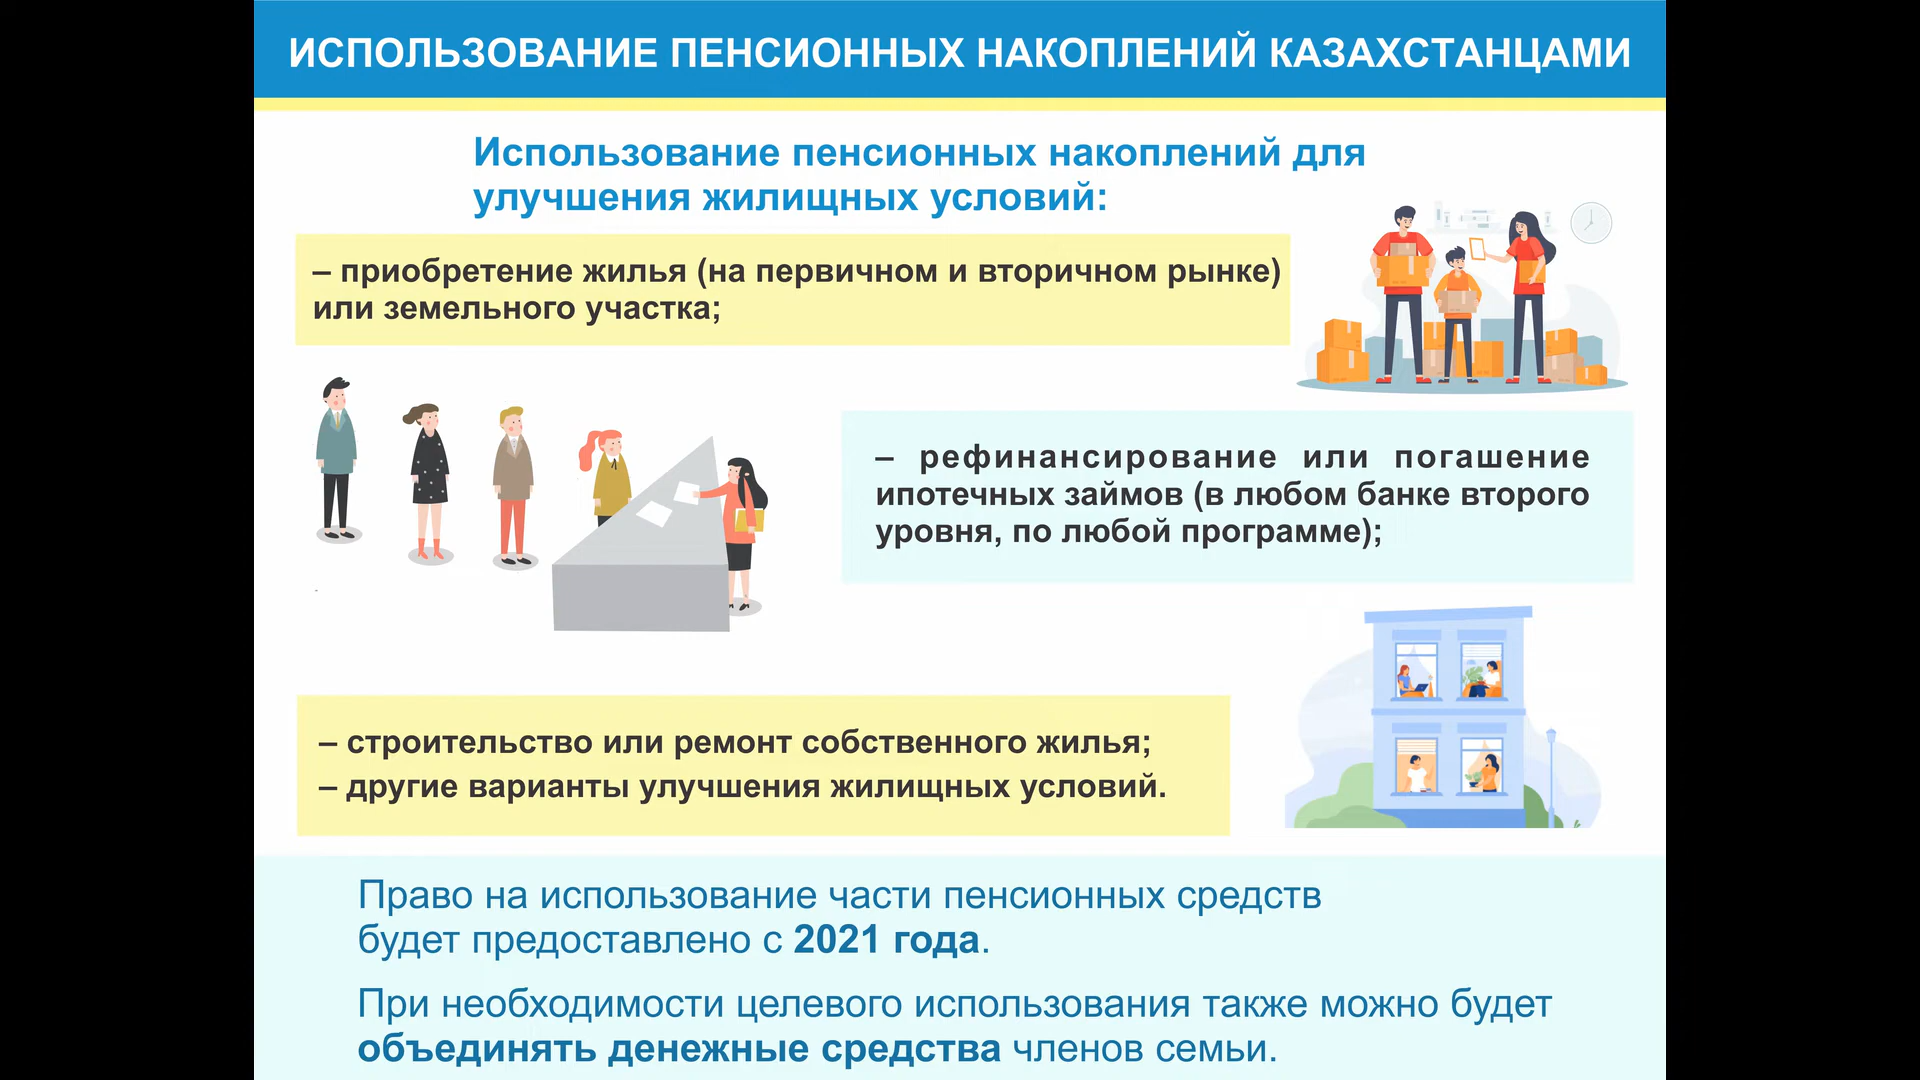 ИСПОЛЬЗОВАНИЕ ПЕНСИОННЫХ НАКОПЛЕНИЙ КАЗАХСТАНЦАМИ
Использование пенсионных накоплений для
улучшения жилищных условий:
– приобретение жилья (на первичном и вторичном рынке)
или земельного участка;
– рефинансирование или погашение
ипотечных займов (в любом банке второго
уровня, по любой программе);
– строительство или ремонт собственного жилья;
– другие варианты улучшения жилищных условий.
Право на использование части пенсионных средств
будет предоставлено с 2021 года.
При необходимости целевого использования также можно будет
объединять денежные средства членов семьи.